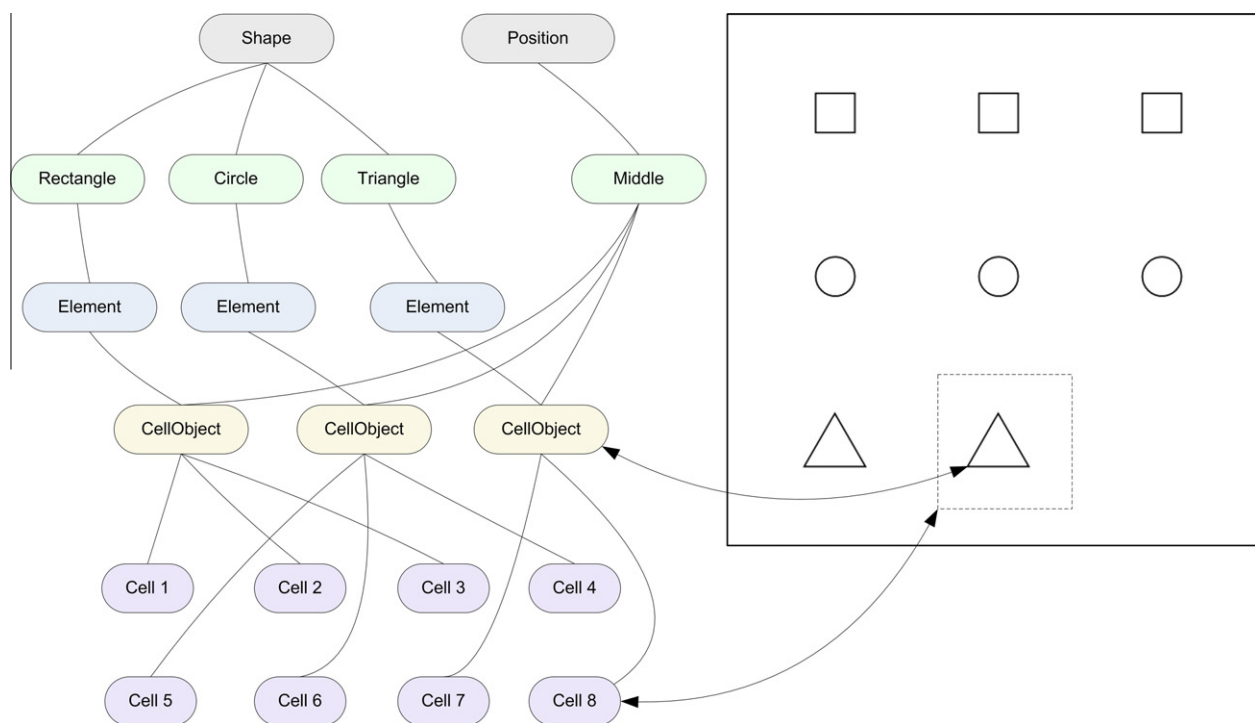 Shape
Position
Rectangle
Circle
Triangle
Middle
Element
Element
Element
CellObject
CellObject
CellObject
Cell 1
Cell 2
Cell 3
Cell 4
Cell 5
Cell 6
Cell 7
Cell 8